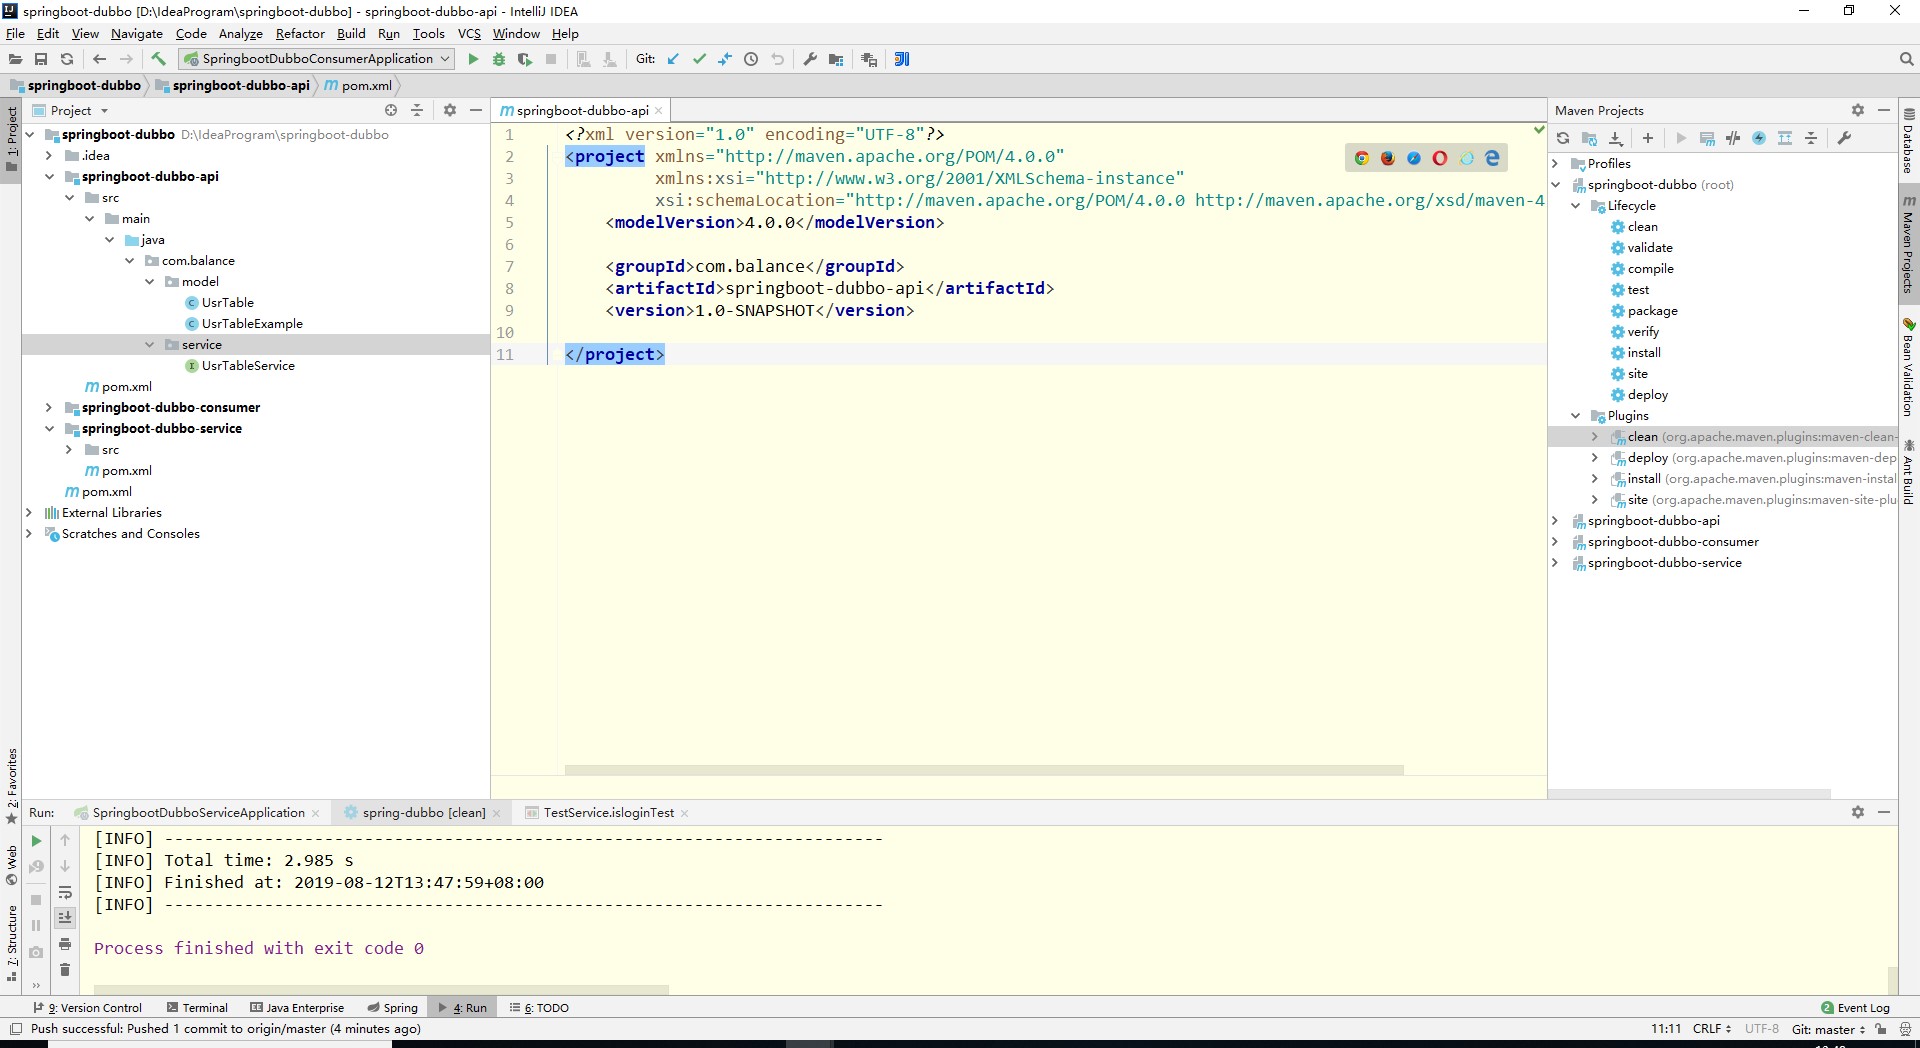 springboot-dubbo [D:\IdeaProgram\springboot-dubbo] - springboot-dubbo-api - IntelliJ IDEA
File Edit View Navigate Code Analyze Refactor Build Run Tools VCS Window Help
SpringbootDubboConsumerApplication Git:
springboot-dubbo springboot-dubbo-api pom.xml
1: Project
2: Favorites
Web
7: Structure
Project
springboot-dubbo D:\IdeaProgram\springboot-dubbo
.idea
springboot-dubbo-api
src
main
java
com.balance
model
UsrTable
UsrTableExample
service
UsrTableService
pom.xml
springboot-dubbo-consumer
springboot-dubbo-service
src
pom.xml
pom.xml
External Libraries
Scratches and Consoles
springboot-dubbo-api
1 <?xml version="1.0" encoding="UTF-8"?>
2 <project xmlns="http://maven.apache.org/POM/4.0.0"
3 xmlns:xsi="http://www.w3.org/2001/XMLSchema-instance"
4 xsi:schemaLocation="http://maven.apache.org/POM/4.0.0 http://maven.apache.org/xsd/maven-4
5 <modelVersion>4.0.0</modelVersion>
6
7 <groupId>com.balance</groupId>
8 <artifactId>springboot-dubbo-api</artifactId>
9 <version>1.0-SNAPSHOT</version>
10
11 </project>
Maven Projects
Profiles
springboot-dubbo (root)
Lifecycle
clean
validate
compile
test
package
verify
install
site
deploy
Plugins
clean (org.apache.maven.plugins:maven-clean-
deploy (org.apache.maven.plugins:maven-dep
install (org.apache.maven.plugins:maven-instal
site (org.apache.maven.plugins:maven-site-plu
springboot-dubbo-api
springboot-dubbo-consumer
springboot-dubbo-service
Database
Maven Projects
Bean Validation
Ant Build
Run: SpringbootDubboServiceApplication spring-dubbo [clean] TestService.isloginTest
[INFO] ------------------------------------------------------------------------
[INFO] Total time: 2.985 s
[INFO] Finished at: 2019-08-12T13:47:59+08:00
[INFO] ------------------------------------------------------------------------
Process finished with exit code 0
9: Version Control Terminal Java Enterprise Spring 4: Run 6: TODO 2 Event Log
Push successful: Pushed 1 commit to origin/master (4 minutes ago) 11:11 CRLF UTF-8 Git: master